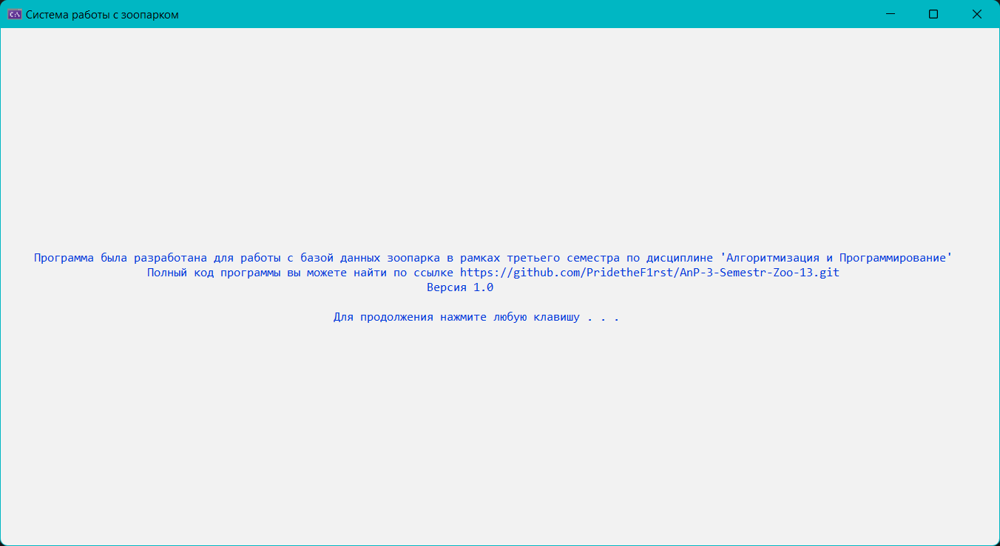 C:\
Система работы с зоопарком
Программа была разработана для работы с базой данных зоопарка в рамках третьего семестра по дисциплине 'Алгоритмизация и Программирование'
Полный код программы вы можете найти по ссылке https://github.com/PridetheF1rst/AnP-3-Semestr-Zoo-13.git
Версия 1.0
Для продолжения нажмите любую клавишу . . .